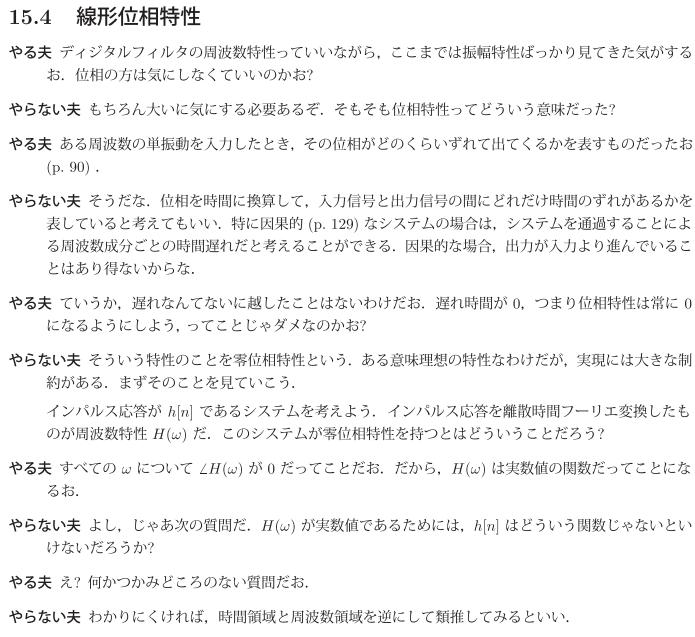 15.4 線形位相特性
やる夫 ディジタルフィルタの周波数特性っていいながら，ここまでは振幅特性ばっかり見てきた気がする
お．位相の方は気にしなくていいのかお?
やらない夫 もちろん大いに気にする必要あるぞ．そもそも位相特性ってどういう意味だった?
やる夫 ある周波数の単振動を入力したとき，その位相がどのくらいずれて出てくるかを表すものだったお
(p. 90) ．
やらない夫 そうだな．位相を時間に換算して，入力信号と出力信号の間にどれだけ時間のずれがあるかを
表していると考えてもいい．特に因果的 (p. 129) なシステムの場合は，システムを通過することによ
る周波数成分ごとの時間遅れだと考えることができる．因果的な場合，出力が入力より進んでいるこ
とはあり得ないからな．
やる夫 ていうか，遅れなんてないに越したことはないわけだお．遅れ時間が 0，つまり位相特性は常に 0
になるようにしよう，ってことじゃダメなのかお?
やらない夫 そういう特性のことを零位相特性という．ある意味理想の特性なわけだが，実現には大きな制
約がある．まずそのことを見ていこう．
インパルス応答が h[n] であるシステムを考えよう．インパルス応答を離散時間フーリエ変換したも
のが周波数特性 H(ω) だ．このシステムが零位相特性を持つとはどういうことだろう?
やる夫 すべての ω について ∠H(ω) が 0 だってことだお．だから，H(ω) は実数値の関数だってことにな
るお．
やらない夫 よし，じゃあ次の質問だ．H(ω) が実数値であるためには，h[n] はどういう関数じゃないとい
けないだろうか?
やる夫 え? 何かつかみどころのない質問だお．
やらない夫 わかりにくければ，時間領域と周波数領域を逆にして類推してみるといい．